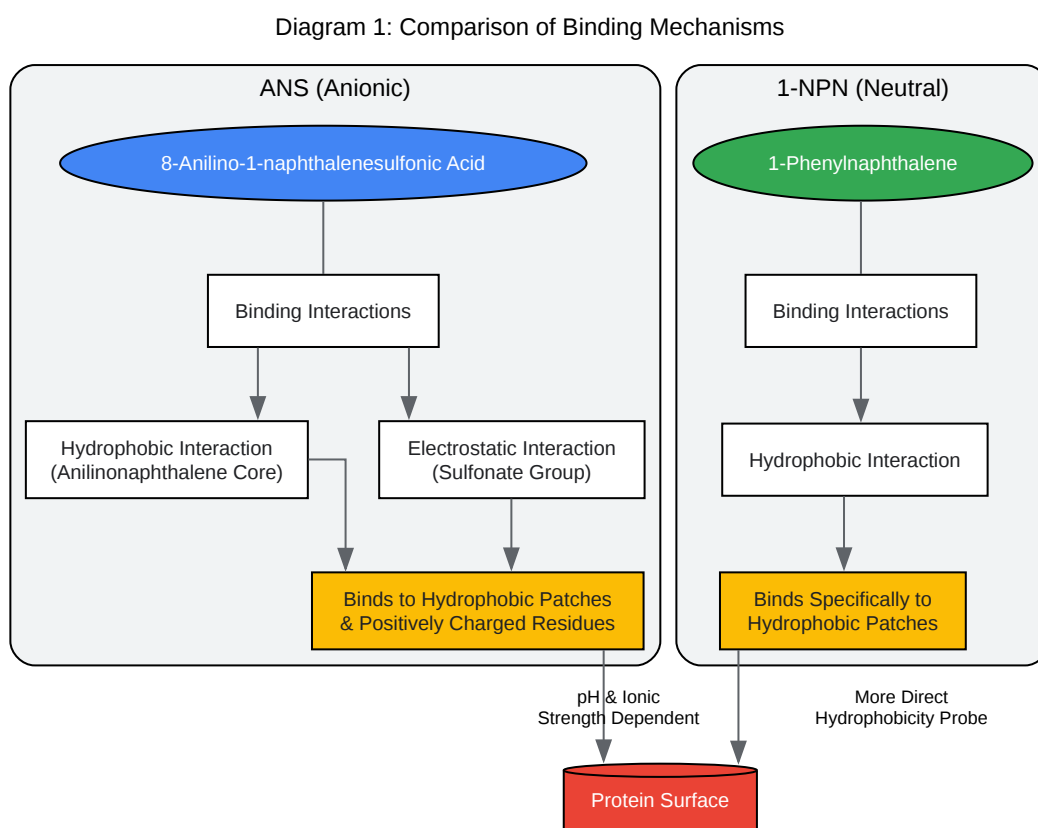 Diagram 1: Comparison of Binding Mechanisms
ANS (Anionic)
8-Anilino-1-naphthalenesulfonic Acid
Binding Interactions
Hydrophobic Interaction
(Anilinonaphthalene Core)
Electrostatic Interaction
(Sulfonate Group)
Binds to Hydrophobic Patches
& Positively Charged Residues
pH & Ionic
Strength Dependent
1-NPN (Neutral)
1-Phenylnaphthalene
Binding Interactions
Hydrophobic Interaction
Binds Specifically to
Hydrophobic Patches
More Direct
Hydrophobicity Probe
Protein Surface